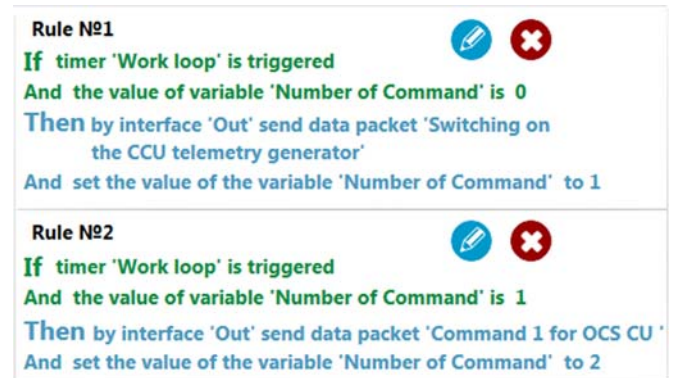 Rule №1
If timer 'Work loop' is triggered
And the value of variable 'Number of Command' is 0
Then by interface 'Out' send data packet 'Switching on
the CCU telemetry generator'
And set the value of the variable 'Number of Command' to 1
Rule №2
If timer 'Work loop' is triggered
And the value of variable 'Number of Command' is 1
Then by interface 'Out' send data packet 'Command 1 for OCS CU '
And set the value of the variable 'Number of Command' to 2